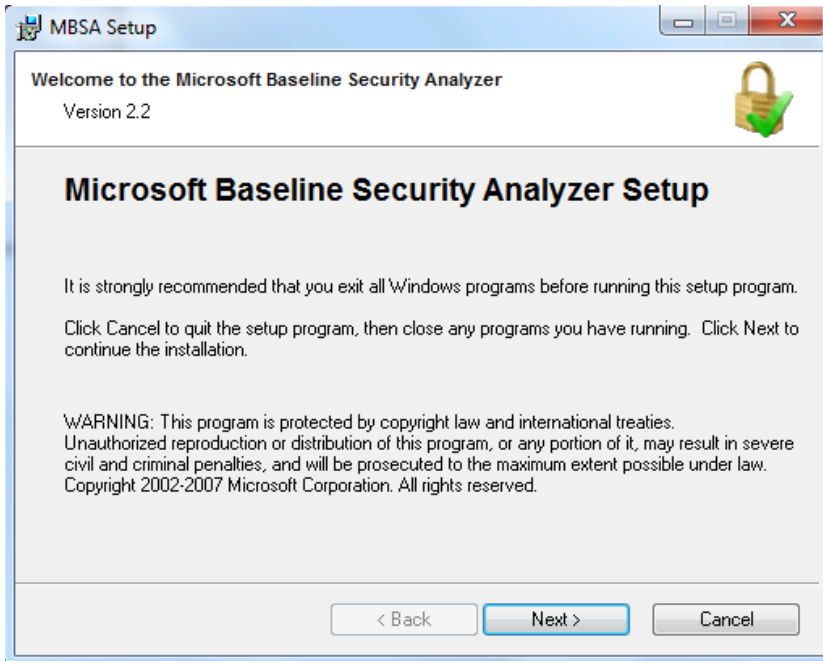 MBSA Setup
Welcome to the Microsoft Baseline Security Analyzer
Version 2.2
Microsoft Baseline Security Analyzer Setup
It is strongly recommended that you exit all Windows programs before running this setup program.
Click Cancel to quit the setup program, then close any programs you have running.  Click Next to
continue the installation.
WARNING: This program is protected by copyright law and international treaties.
Unauthorized reproduction or distribution of this program, or any portion of it, may result in severe
civil and criminal penalties, and will be prosecuted to the maximum extent possible under law.
Copyright 2002-2007 Microsoft Corporation. All rights reserved.
< Back Next > Cancel